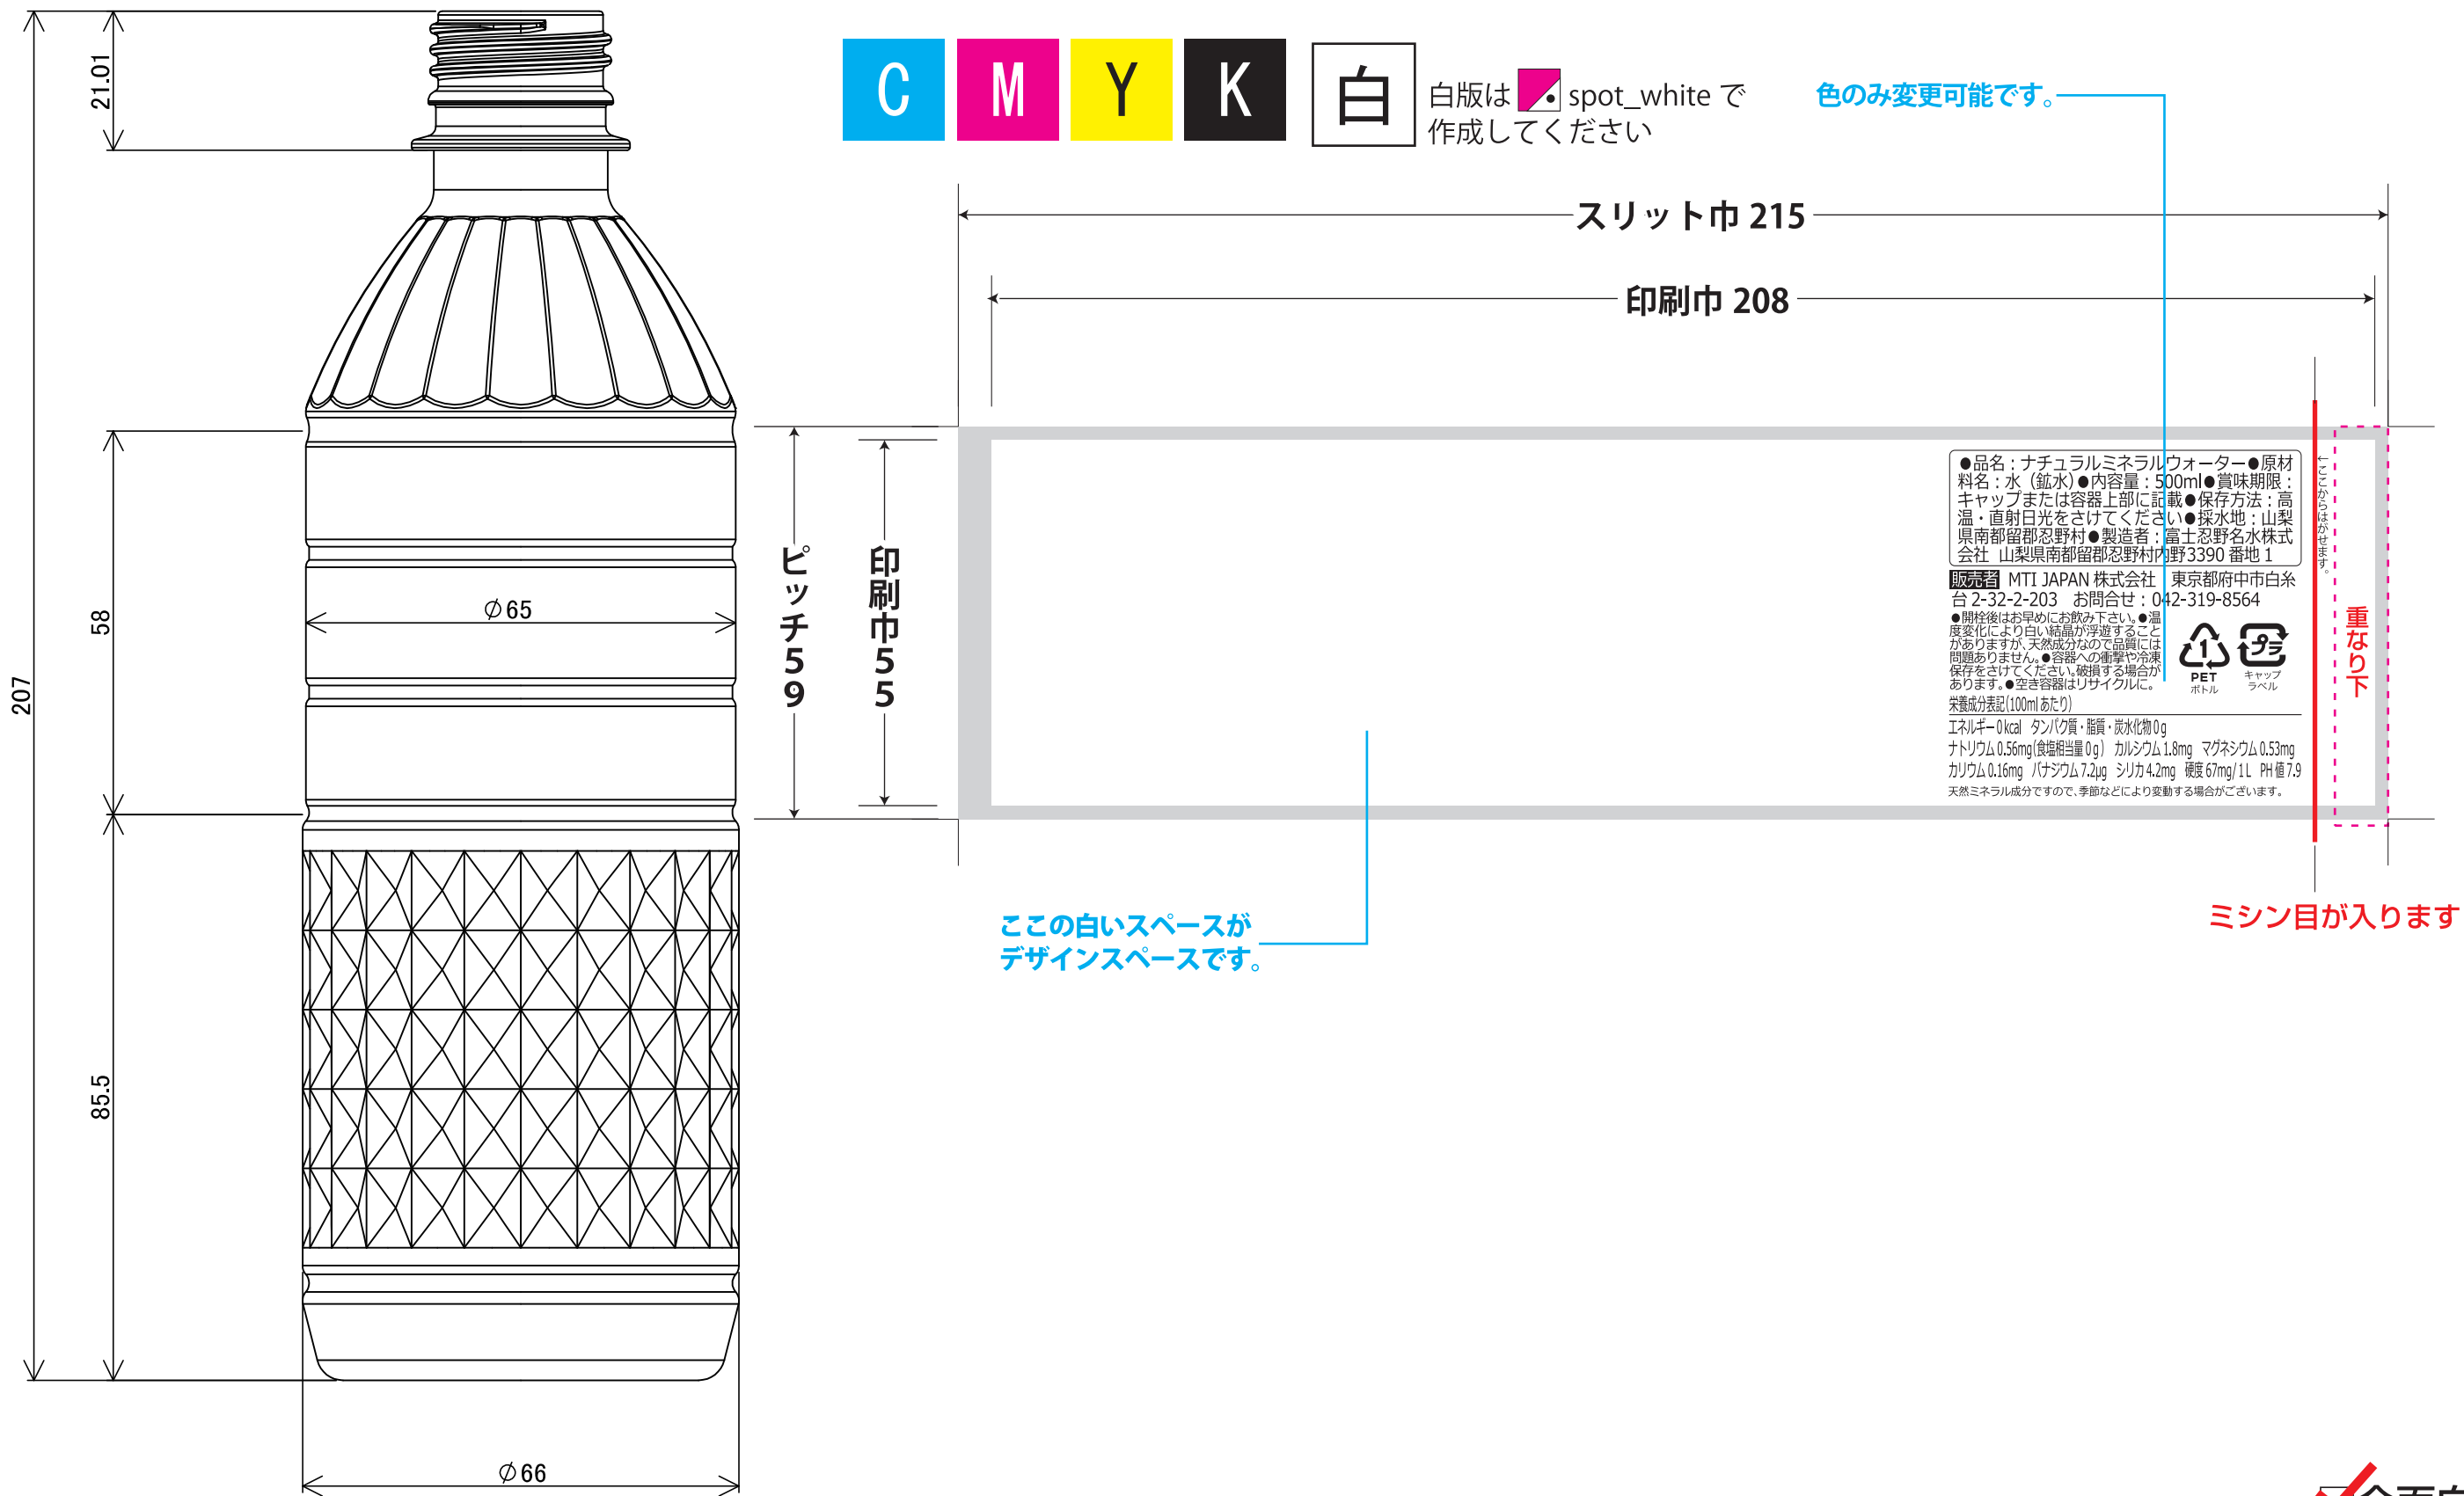 21.01
207
58
85.5
∅65
∅66
C
M
Y
K
白
白版は spot_white で
作成してください
色のみ変更可能です。
スリット巾 215
印刷巾 208
ピッチ59
印刷巾55
●品名：ナチュラルミネラルウォーター●原材
料名：水（鉱水）●内容量：500ml●賞味期限：
キャップまたは容器上部に記載●保存方法：高
温・直射日光をさけてください●採水地：山梨
県南都留郡忍野村●製造者：富士忍野名水株式
会社 山梨県南都留郡忍野村内野3390 番地 1
販売者 MTI JAPAN 株式会社 東京都府中市白糸
台 2-32-2-203 お問合せ：042-319-8564
●開栓後はお早めにお飲み下さい。●温
度変化により白い結晶が浮遊すること
がありますが、天然成分なので品質には
問題ありません。●容器への衝撃や冷凍
保存をさけてください。破損する場合が
あります。●空き容器はリサイクルに。
1
PET
ボトル
プラ
キャップ
ラベル
栄養成分表記(100ml あたり)
エネルギー 0 kcal タンパク質・脂質・炭水化物 0 g
ナトリウム 0.56mg(食塩相当量 0 g ) カルシウム 1.8mg マグネシウム 0.53mg
カリウム 0.16mg バナジウム 7.2μg シリカ 4.2mg 硬度 67mg/ 1 L PH 値 7.9
天然ミネラル成分ですので、季節などにより変動する場合がございます。
←ここからはがせます。
重なり下
ミシン目が入ります
ここの白いスペースが
デザインスペースです。